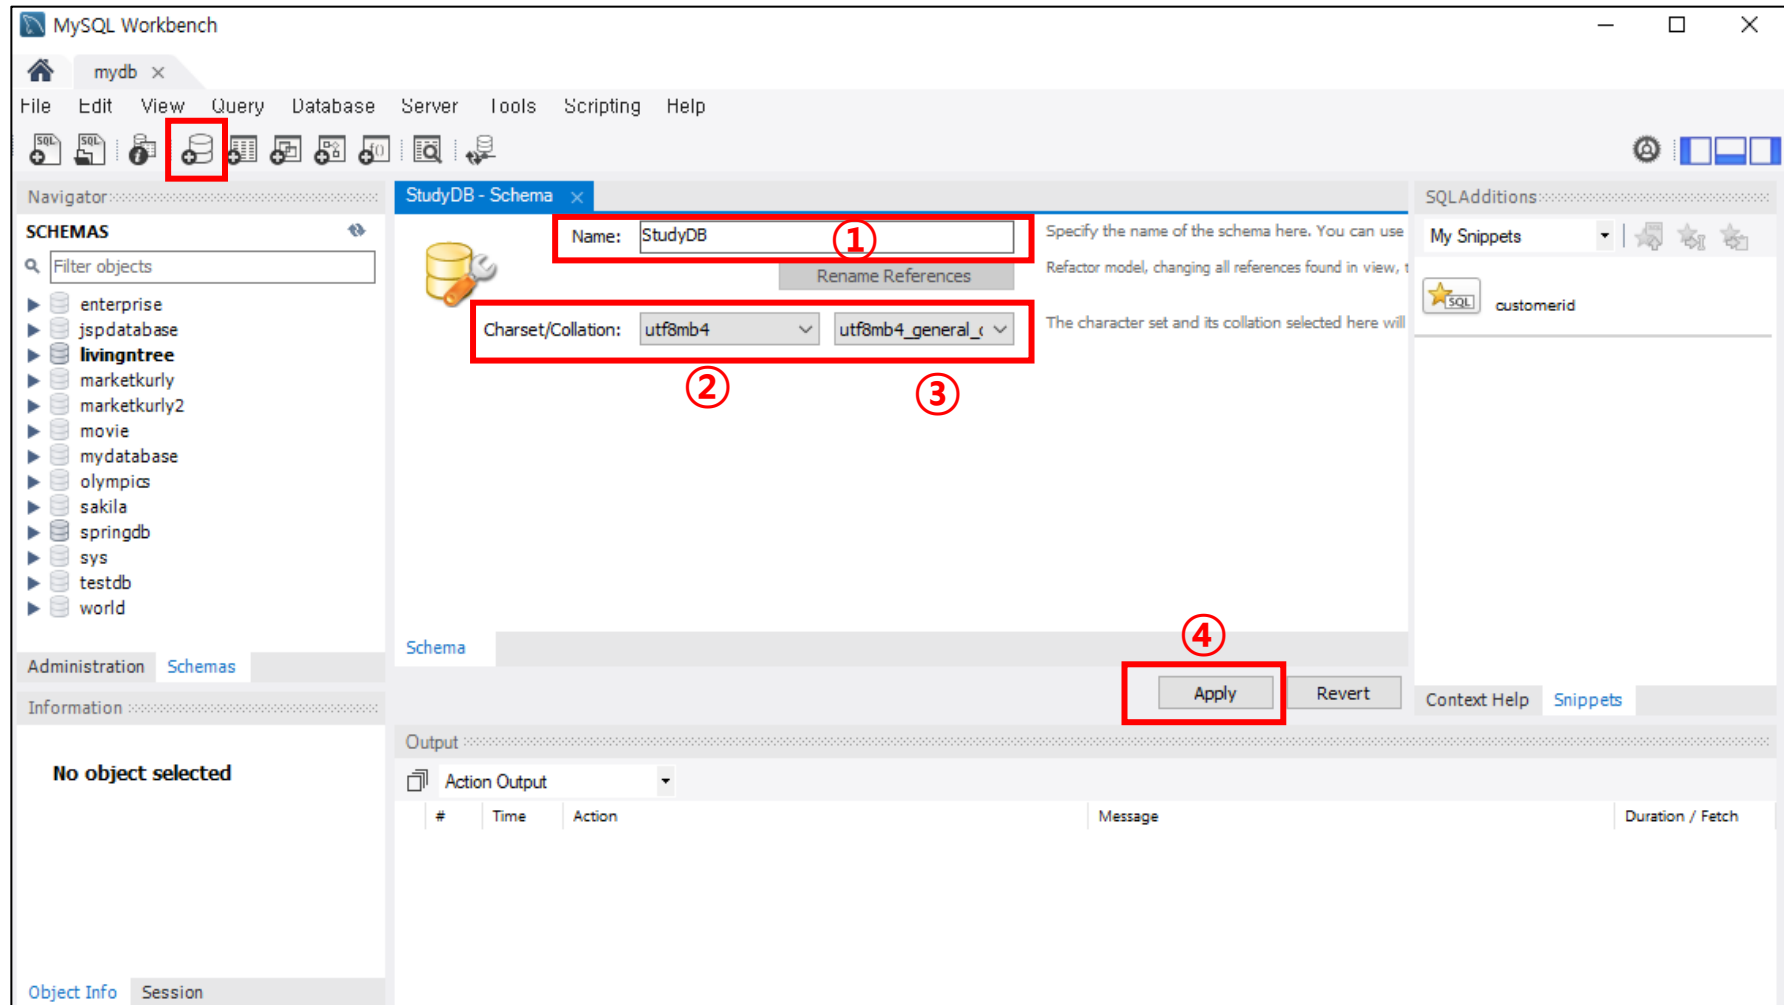 MySQL Workbench
mydb
File Edit View Query Database Server Tools Scripting Help
Navigator
SCHEMAS
Filter objects
enterprise
jspdatabase
livingntree
marketkurly
marketkurly2
movie
mydatabase
olympics
sakila
springdb
sys
testdb
world
Administration Schemas
Information
No object selected
Object Info Session
StudyDB - Schema
Name: StudyDB ①
Specify the name of the schema here. You can use
Rename References
Refactor model, changing all references found in view, t
Charset/Collation: utf8mb4 utf8mb4_general_c
The character set and its collation selected here will
② ③
Schema
④
Apply Revert
SQLAdditions
My Snippets
SQL customerid
Context Help Snippets
Output
Action Output
# Time Action Message Duration / Fetch